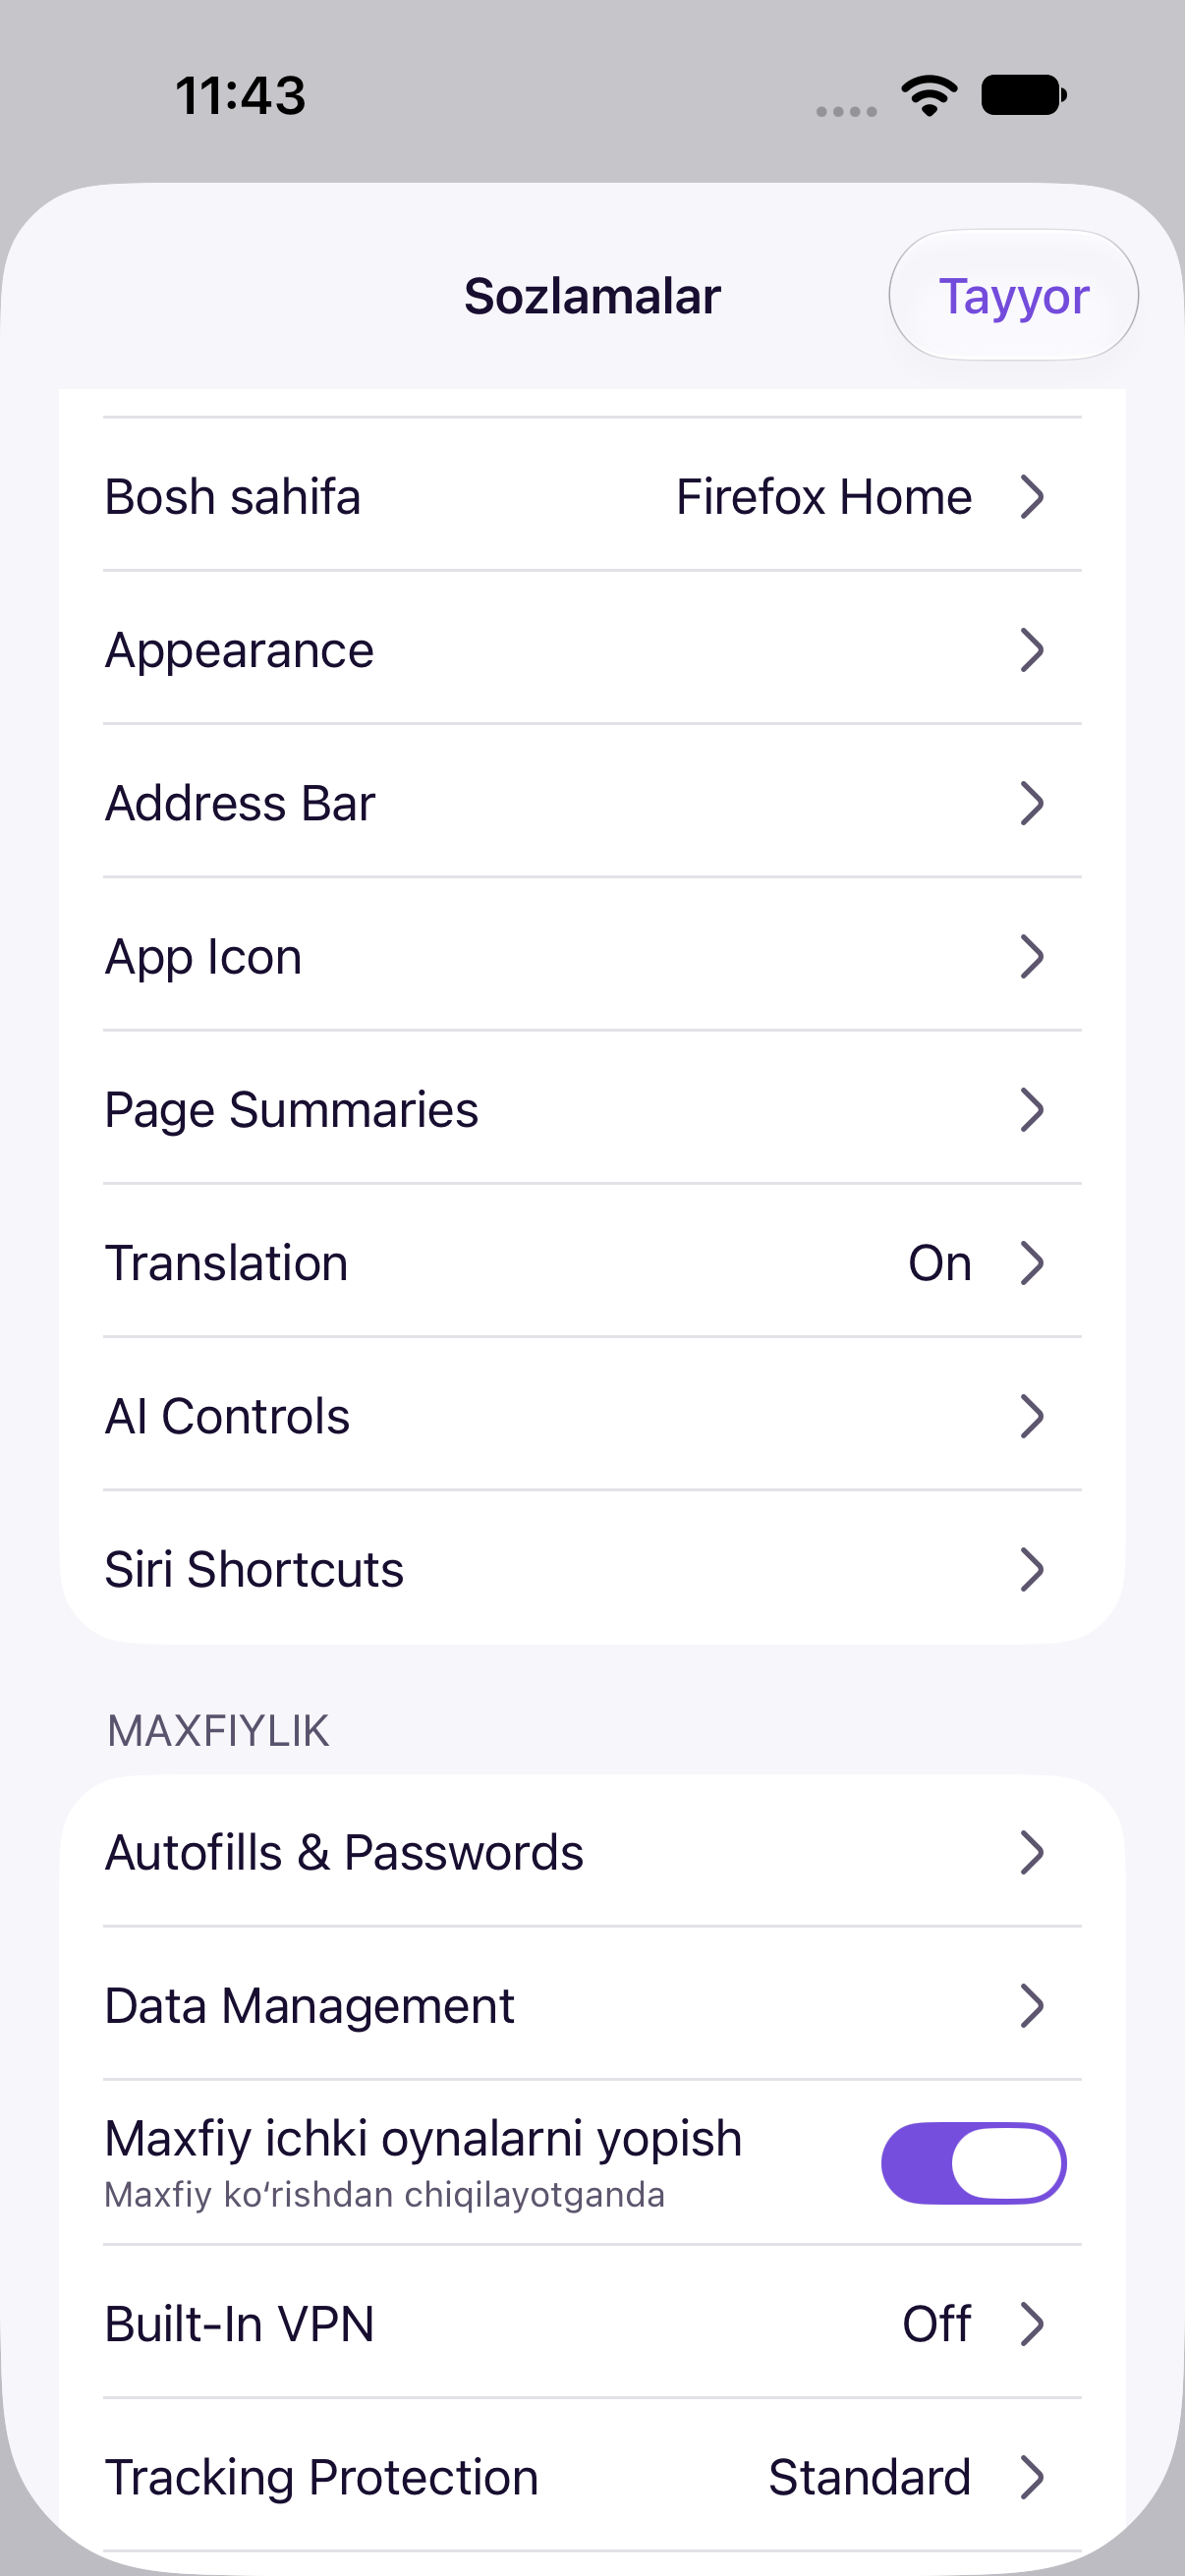 11:43
Sozlamalar
Tayyor
Bosh sahifa
Firefox Home
Appearance
Address Bar
App Icon
Page Summaries
Translation
On
AI Controls
Siri Shortcuts
MAXFIYLIK
Autofills & Passwords
Data Management
Maxfiy ichki oynalarni yopish
Maxfiy koʻrishdan chiqilayotganda
Built-In VPN
Off
Tracking Protection
Standard